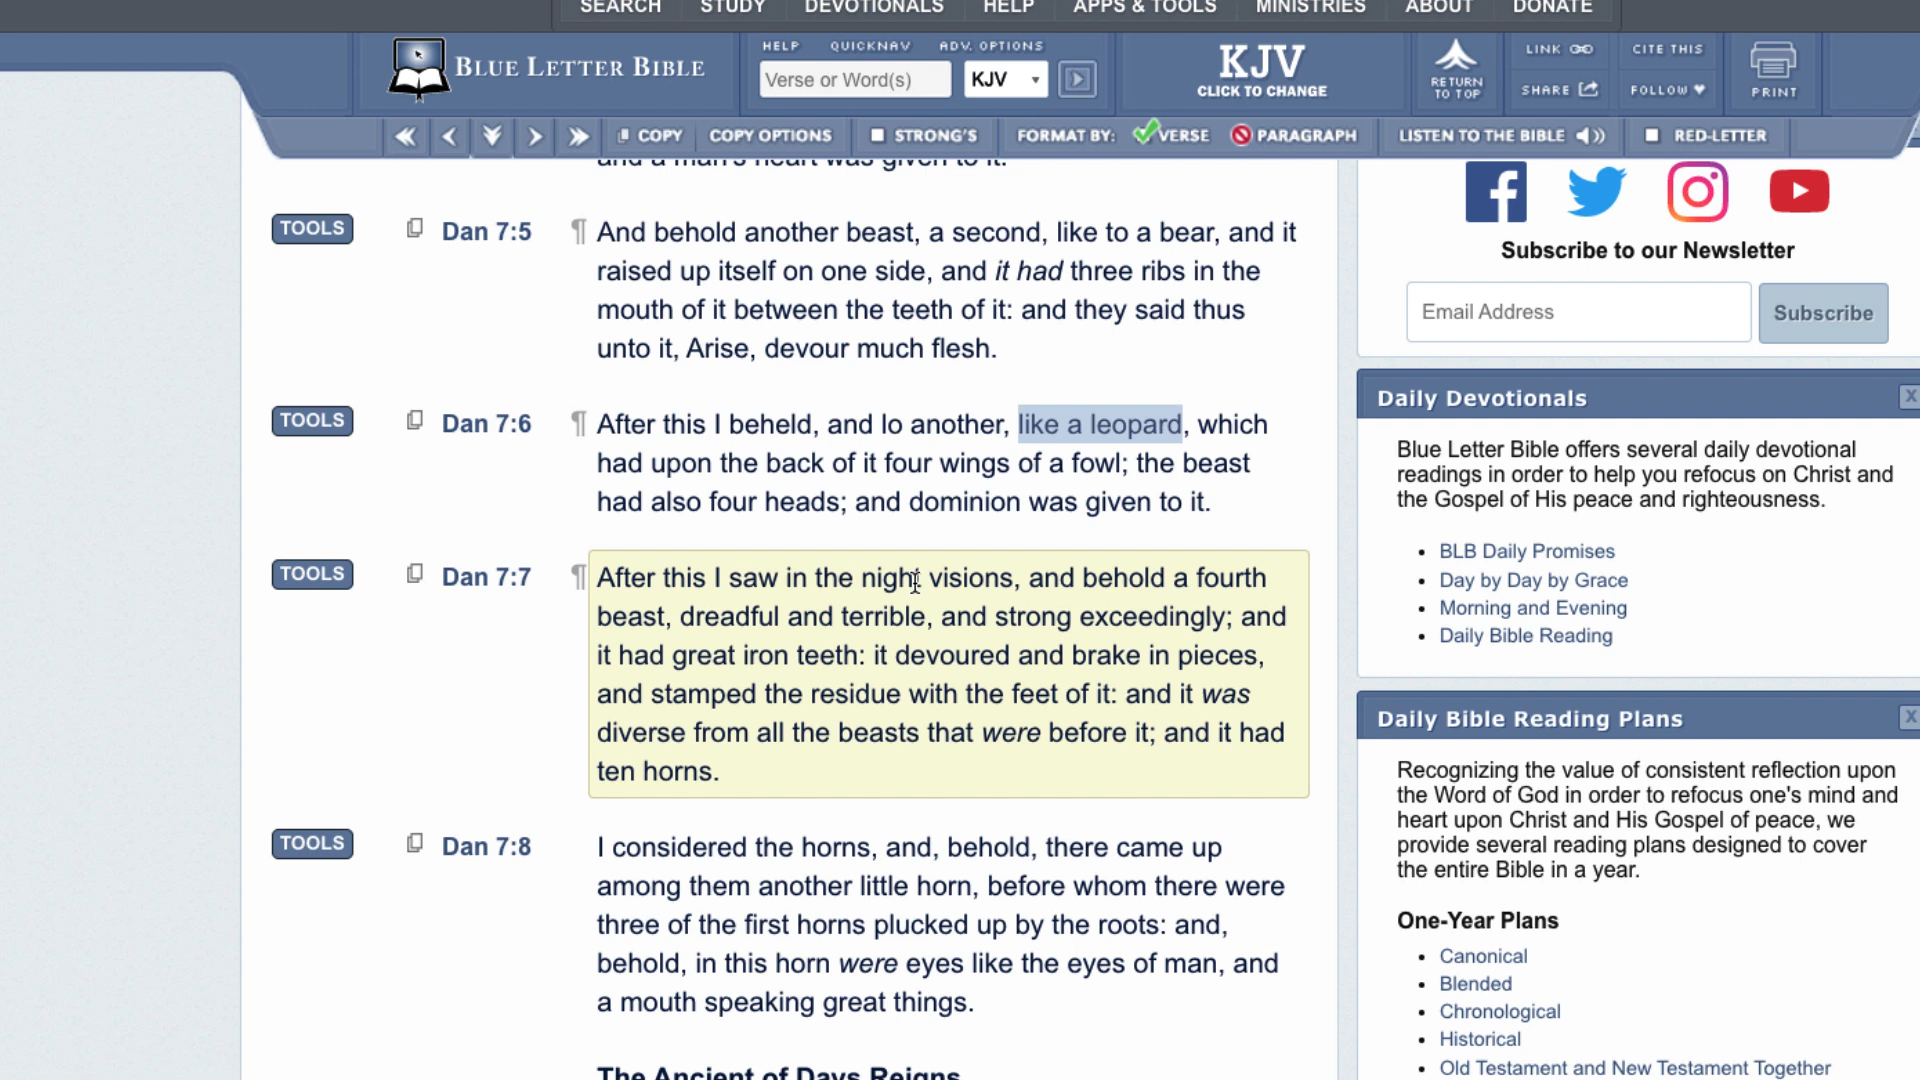 SEARCH STUDY DEVOTIONALS HELP APPS & TOOLS MINISTRIES ABOUT DONATE
BLUE LETTER BIBLE
HELP QUICKNAV ADV. OPTIONS
Verse or Word(s) KJV
KJV
CLICK TO CHANGE
RETURN
TO TOP
LINK
SHARE
CITE THIS
FOLLOW
PRINT
COPY COPY OPTIONS STRONG'S FORMAT BY: VERSE PARAGRAPH LISTEN TO THE BIBLE RED-LETTER
and a man's heart was given to it.
TOOLS Dan 7:5 ¶ And behold another beast, a second, like to a bear, and it
raised up itself on one side, and it had three ribs in the
mouth of it between the teeth of it: and they said thus
unto it, Arise, devour much flesh.
TOOLS Dan 7:6 ¶ After this I beheld, and lo another, like a leopard, which
had upon the back of it four wings of a fowl; the beast
had also four heads; and dominion was given to it.
TOOLS Dan 7:7 ¶ After this I saw in the night visions, and behold a fourth
beast, dreadful and terrible, and strong exceedingly; and
it had great iron teeth: it devoured and brake in pieces,
and stamped the residue with the feet of it: and it was
diverse from all the beasts that were before it; and it had
ten horns.
TOOLS Dan 7:8 I considered the horns, and, behold, there came up
among them another little horn, before whom there were
three of the first horns plucked up by the roots: and,
behold, in this horn were eyes like the eyes of man, and
a mouth speaking great things.
The Ancient of Days Reigns
Subscribe to our Newsletter
Email Address Subscribe
Daily Devotionals X
Blue Letter Bible offers several daily devotional
readings in order to help you refocus on Christ and
the Gospel of His peace and righteousness.
• BLB Daily Promises
• Day by Day by Grace
• Morning and Evening
• Daily Bible Reading
Daily Bible Reading Plans X
Recognizing the value of consistent reflection upon
the Word of God in order to refocus one's mind and
heart upon Christ and His Gospel of peace, we
provide several reading plans designed to cover
the entire Bible in a year.
One-Year Plans
• Canonical
• Blended
• Chronological
• Historical
• Old Testament and New Testament Together